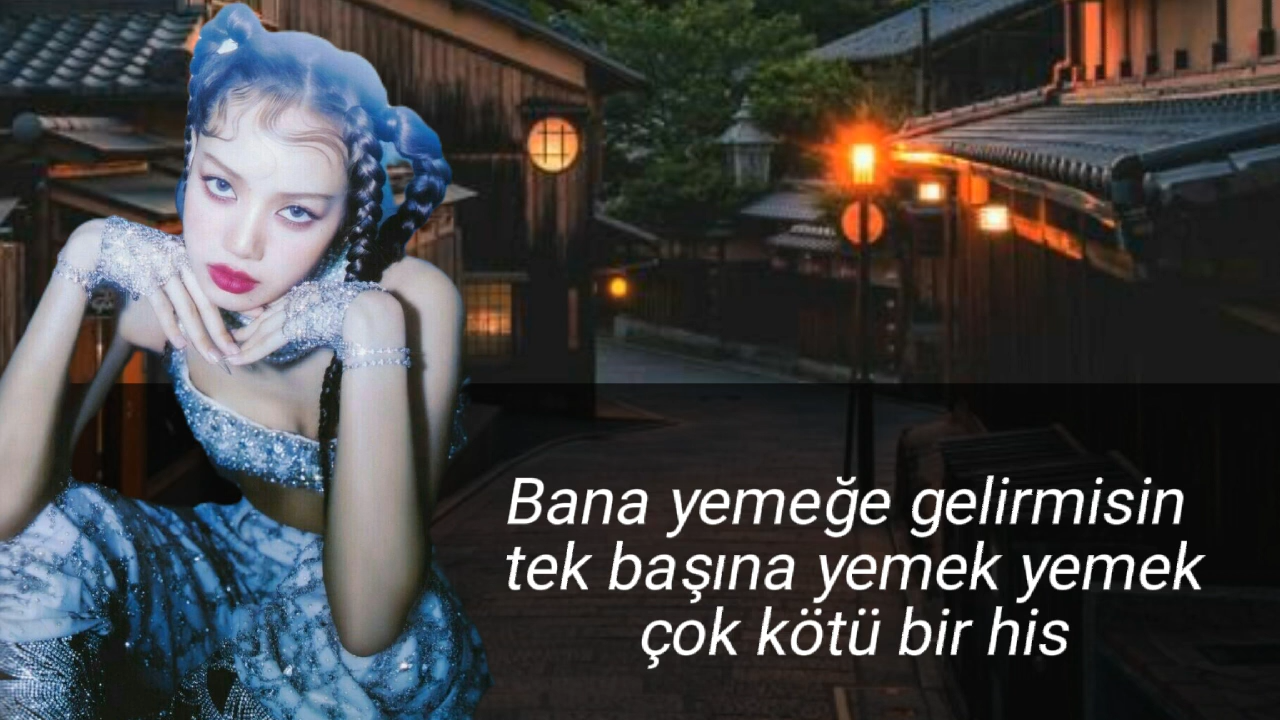 Bana yemeğe gelirmisin
tek başına yemek yemek
çok kötü bir his